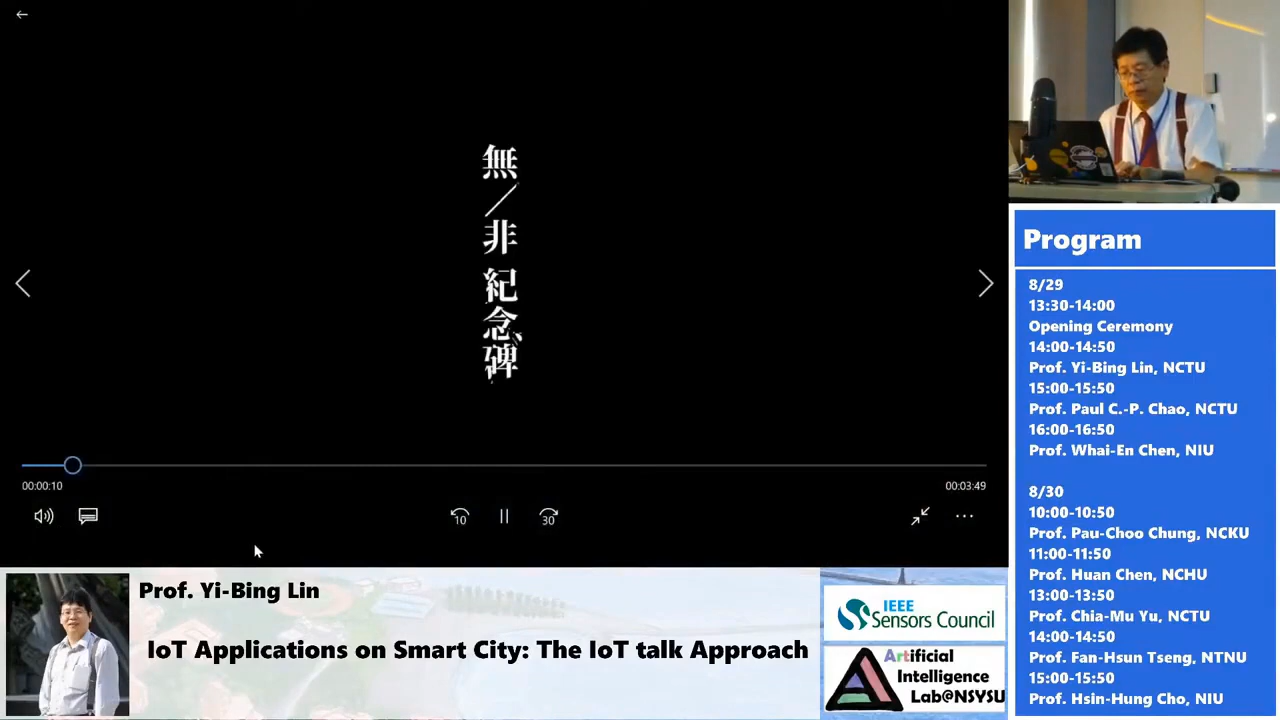 無／非紀念碑
00:00:10
00:03:49
10
30
Program
8/29
13:30-14:00
Opening Ceremony
14:00-14:50
Prof. Yi-Bing Lin, NCTU
15:00-15:50
Prof. Paul C.-P. Chao, NCTU
16:00-16:50
Prof. Whai-En Chen, NIU
8/30
10:00-10:50
Prof. Pau-Choo Chung, NCKU
11:00-11:50
Prof. Huan Chen, NCHU
13:00-13:50
Prof. Chia-Mu Yu, NCTU
14:00-14:50
Prof. Fan-Hsun Tseng, NTNU
15:00-15:50
Prof. Hsin-Hung Cho, NIU
Prof. Yi-Bing Lin
IoT Applications on Smart City: The IoT talk Approach
IEEE
Sensors Council
Artificial
Intelligence
Lab@NSYSU